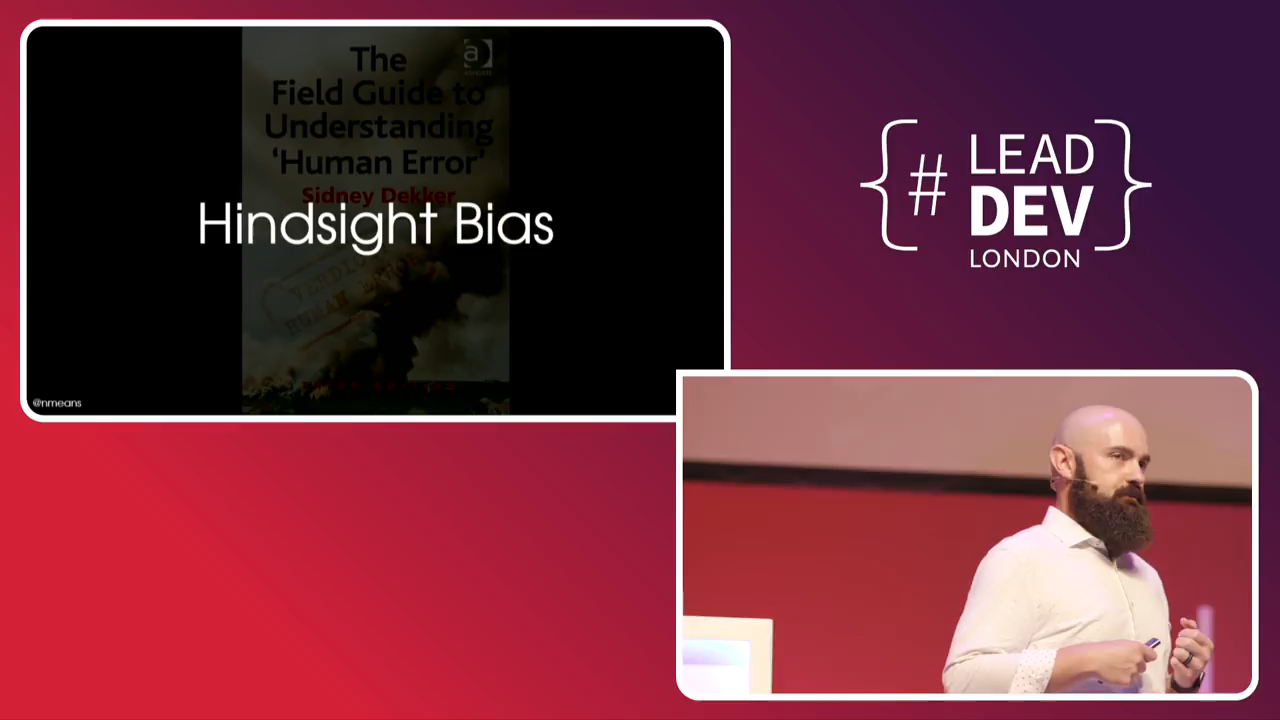 The
Field Guide to
Understanding
‘Human Error’
Sidney Dekker
Hindsight Bias
@nmeans
{# LEAD
DEV}
LONDON